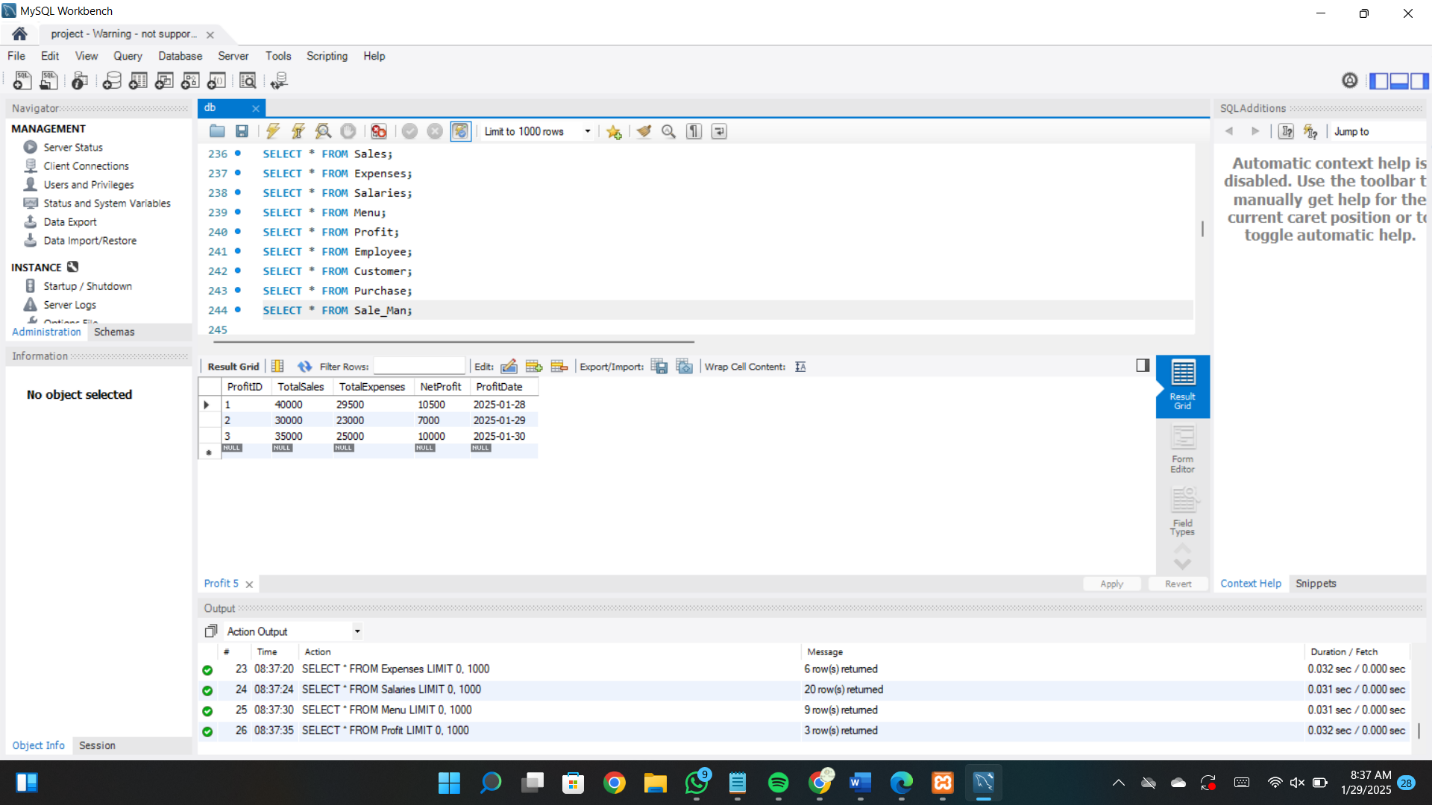 MySQL Workbench
project - Warning - not suppor...
File Edit View Query Database Server Tools Scripting Help
Navigator
MANAGEMENT
Server Status
Client Connections
Users and Privileges
Status and System Variables
Data Export
Data Import/Restore
INSTANCE
Startup / Shutdown
Server Logs
Options File
Administration Schemas
Information
No object selected
Object Info Session
db
Limit to 1000 rows
236 SELECT * FROM Sales;
237 SELECT * FROM Expenses;
238 SELECT * FROM Salaries;
239 SELECT * FROM Menu;
240 SELECT * FROM Profit;
241 SELECT * FROM Employee;
242 SELECT * FROM Customer;
243 SELECT * FROM Purchase;
244 SELECT * FROM Sale_Man;
245
Result Grid Filter Rows: Edit: Export/Import: Wrap Cell Content:
ProfitID TotalSales TotalExpenses NetProfit ProfitDate
1 40000 29500 10500 2025-01-28
2 30000 23000 7000 2025-01-29
3 35000 25000 10000 2025-01-30
NULL NULL NULL NULL NULL
Result
Grid
Form
Editor
Field
Types
Profit 5
Apply Revert
SQLAdditions
Jump to
Automatic context help is
disabled. Use the toolbar t
manually get help for the
current caret position or to
toggle automatic help.
Context Help Snippets
Output
Action Output
# Time Action Message Duration / Fetch
23 08:37:20 SELECT * FROM Expenses LIMIT 0, 1000 6 row(s) returned 0.032 sec / 0.000 sec
24 08:37:24 SELECT * FROM Salaries LIMIT 0, 1000 20 row(s) returned 0.031 sec / 0.000 sec
25 08:37:30 SELECT * FROM Menu LIMIT 0, 1000 9 row(s) returned 0.031 sec / 0.000 sec
26 08:37:35 SELECT * FROM Profit LIMIT 0, 1000 3 row(s) returned 0.032 sec / 0.000 sec
9
8:37 AM
1/29/2025
28